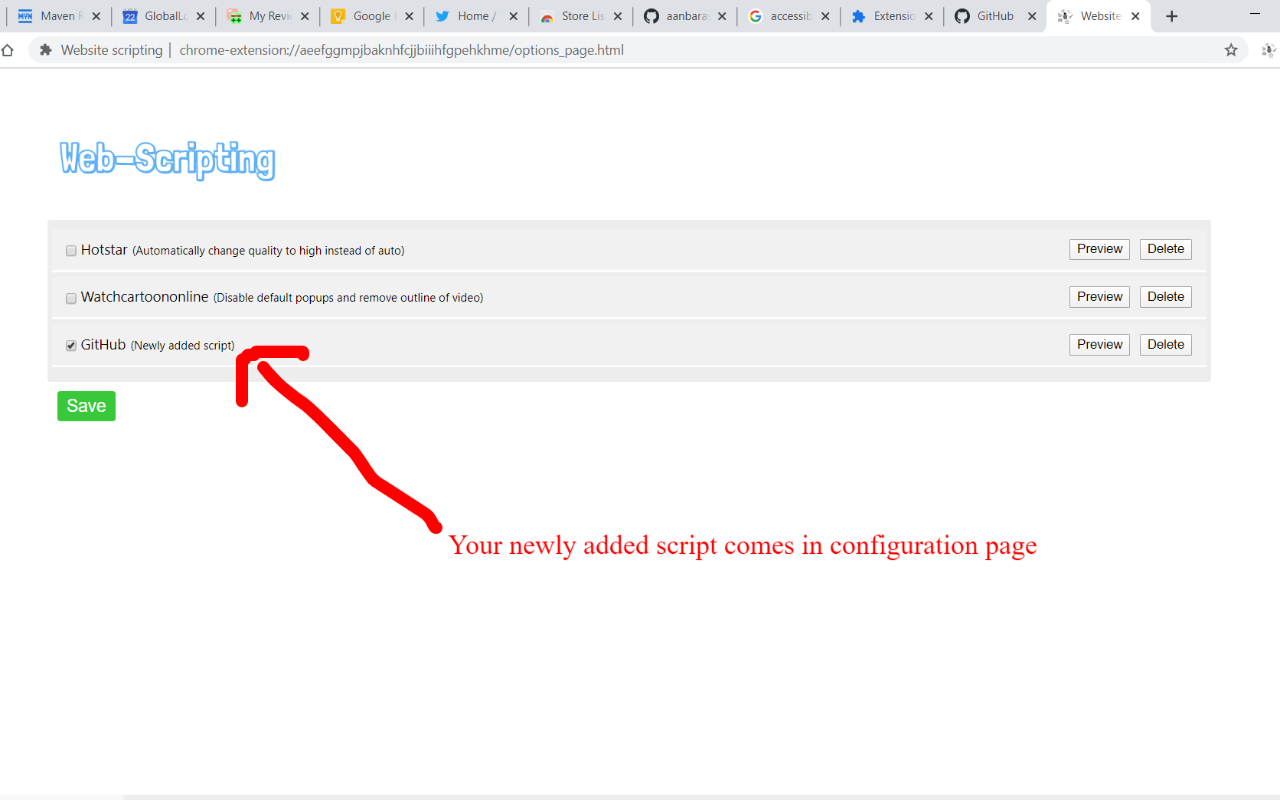 Maven F GlobalLo My Revi Google Home / Store Lis aanbaras accessib Extensio GitHub Website
Website scripting | chrome-extension://aeefggmpjbaknhfcjjbiiihfgpehkhme/options_page.html
Web-Scripting
Hotstar (Automatically change quality to high instead of auto) Preview Delete
Watchcartoononline (Disable default popups and remove outline of video) Preview Delete
GitHub (Newly added script) Preview Delete
Save
Your newly added script comes in configuration page